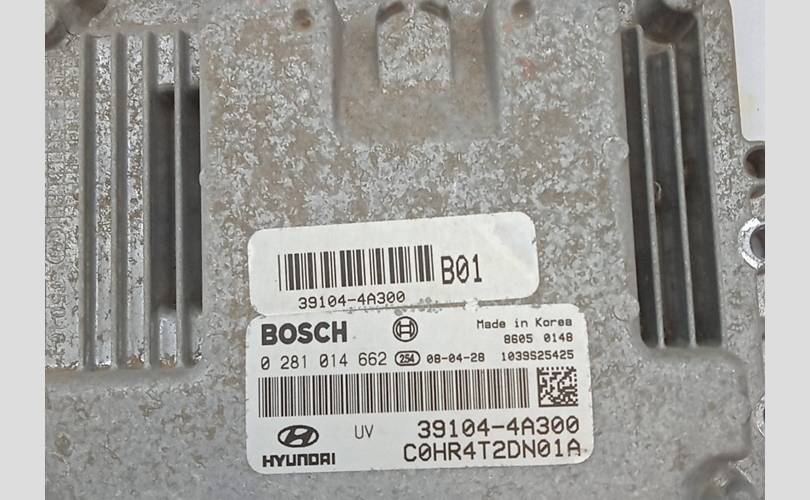 B01
39104-4A300
BOSCH Made in Korea
8605 0148
0 281 014 662 254 08-04-28 1039S25425
UV 39104-4A300
HYUNDAI C0HR4T2DN01A